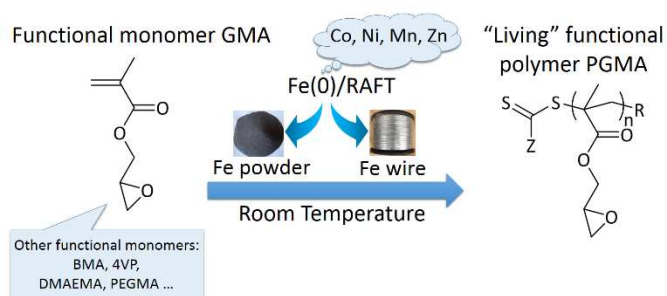 Functional monomer GMA
O
O
O
Other functional monomers:
BMA, 4VP,
DMAEMA, PEGMA ...
Co, Ni, Mn, Zn
Fe(0)/RAFT
Fe powder
Fe wire
Room Temperature
“Living” functional
polymer PGMA
S
S
n
R
Z
O
O
O